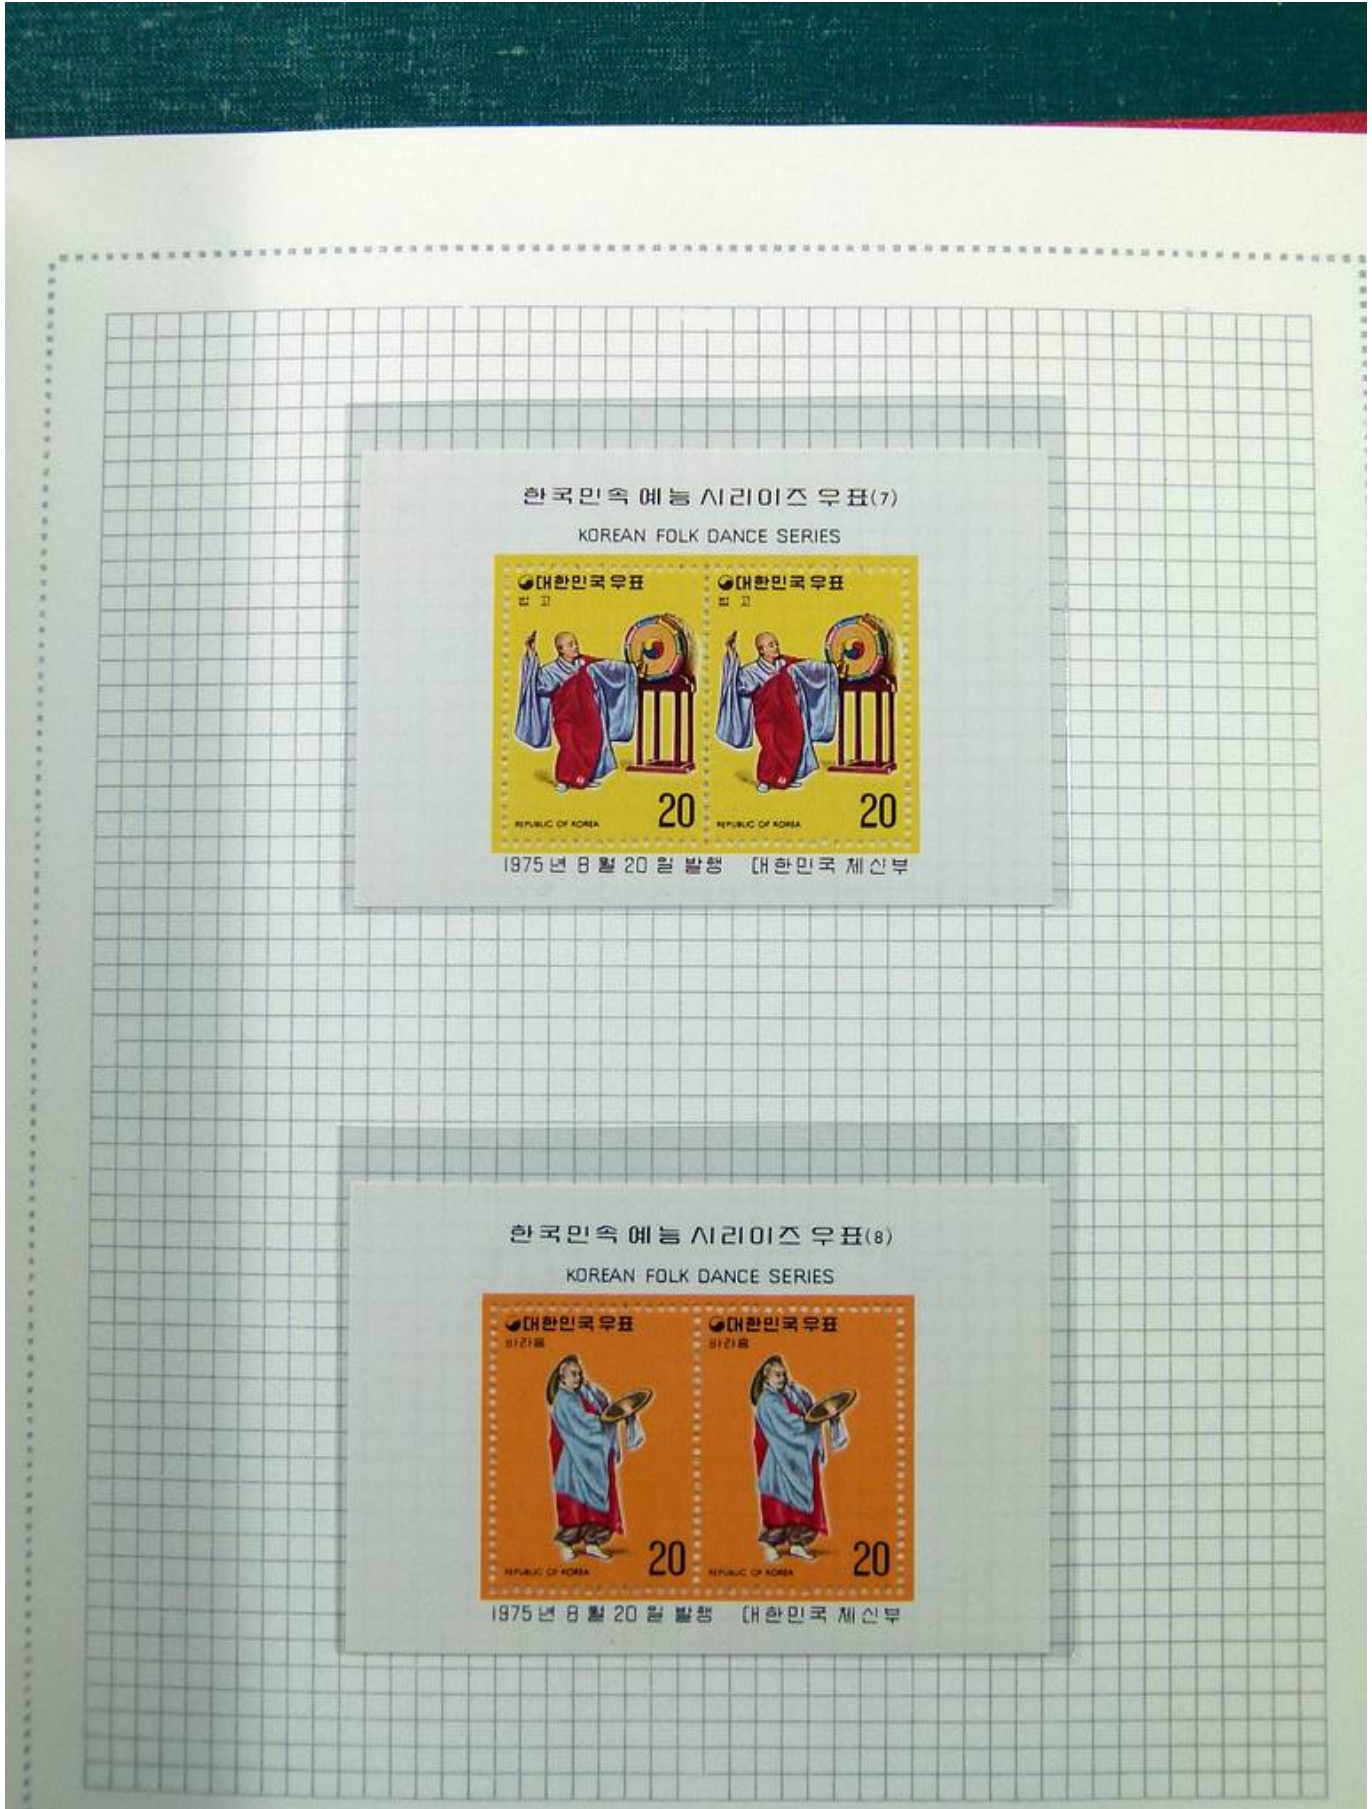 한국민속 예능 시리이즈 우표(7)
KOREAN FOLK DANCE SERIES
대한민국우표 대한민국우표
법고 법고
20 20
REPUBLIC OF KOREA REPUBLIC OF KOREA
1975년 8월 20일 발행 대한민국 체신부
한국민속 예능 시리이즈 우표(8)
KOREAN FOLK DANCE SERIES
대한민국우표 대한민국우표
바라춤 바라춤
20 20
REPUBLIC OF KOREA REPUBLIC OF KOREA
1975년 8월 20일 발행 대한민국 체신부